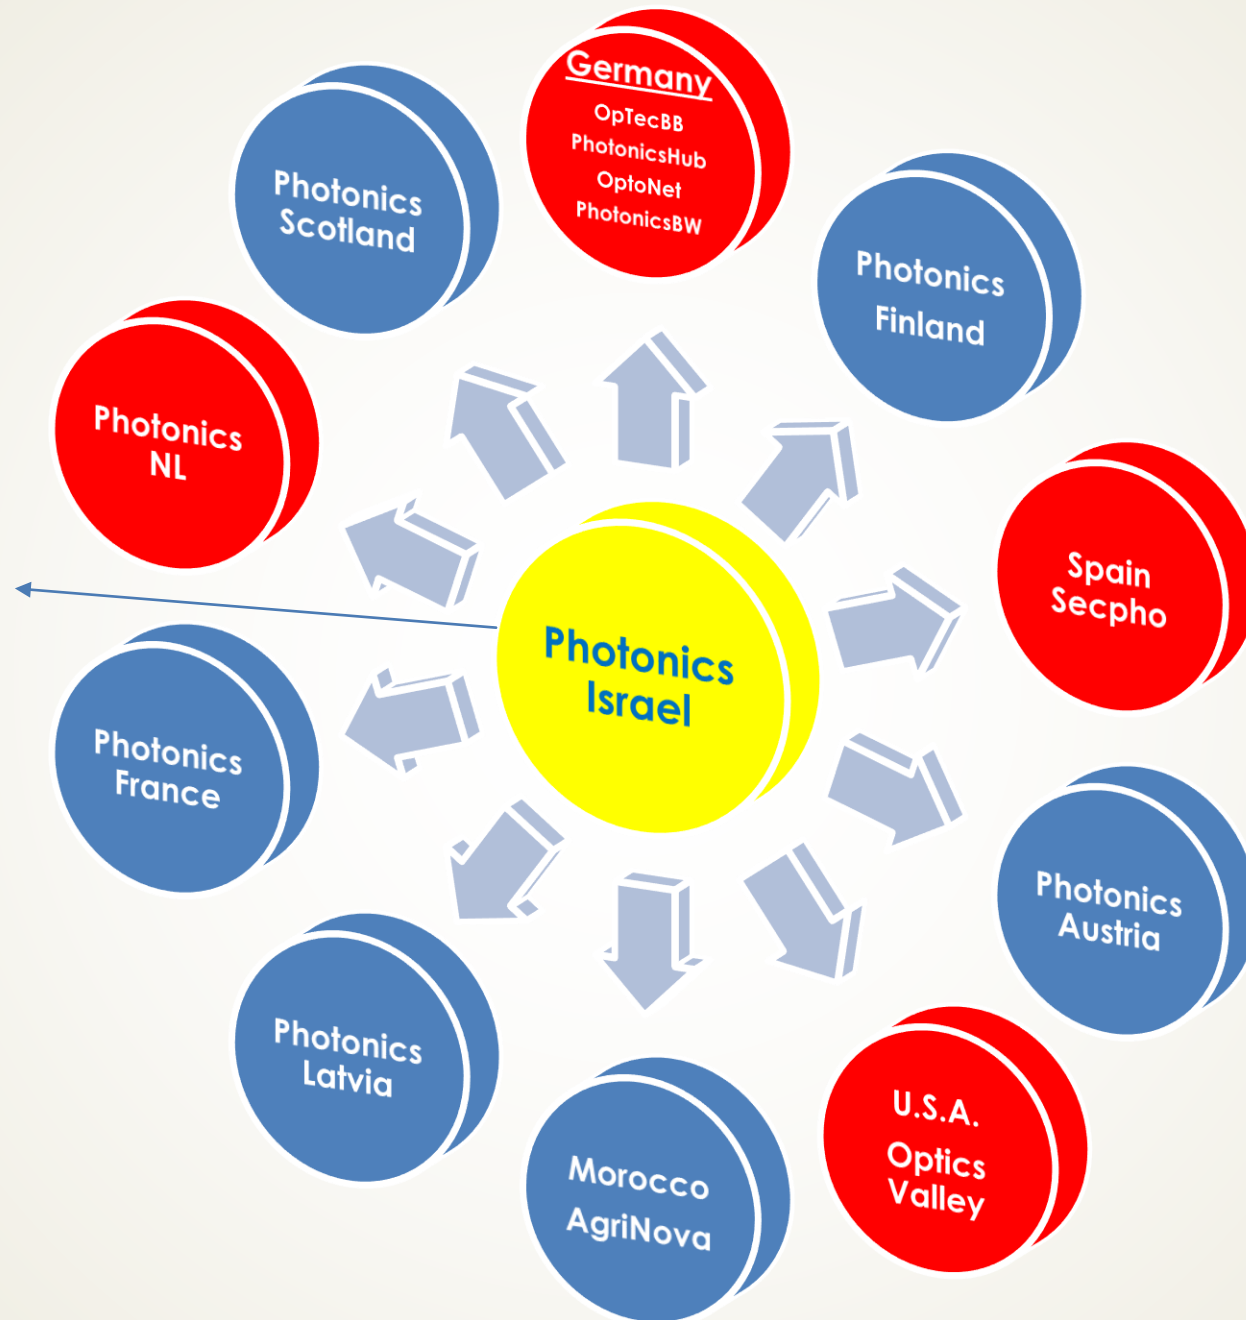 Germany
OpTecBB
PhotonicsHub
OptoNet
PhotonicsBW
Photonics
Scotland
Photonics
Finland
Photonics
NL
Spain
Secpho
Photonics
Israel
Photonics
France
Photonics
Austria
Photonics
Latvia
U.S.A.
Optics
Valley
Morocco
AgriNova